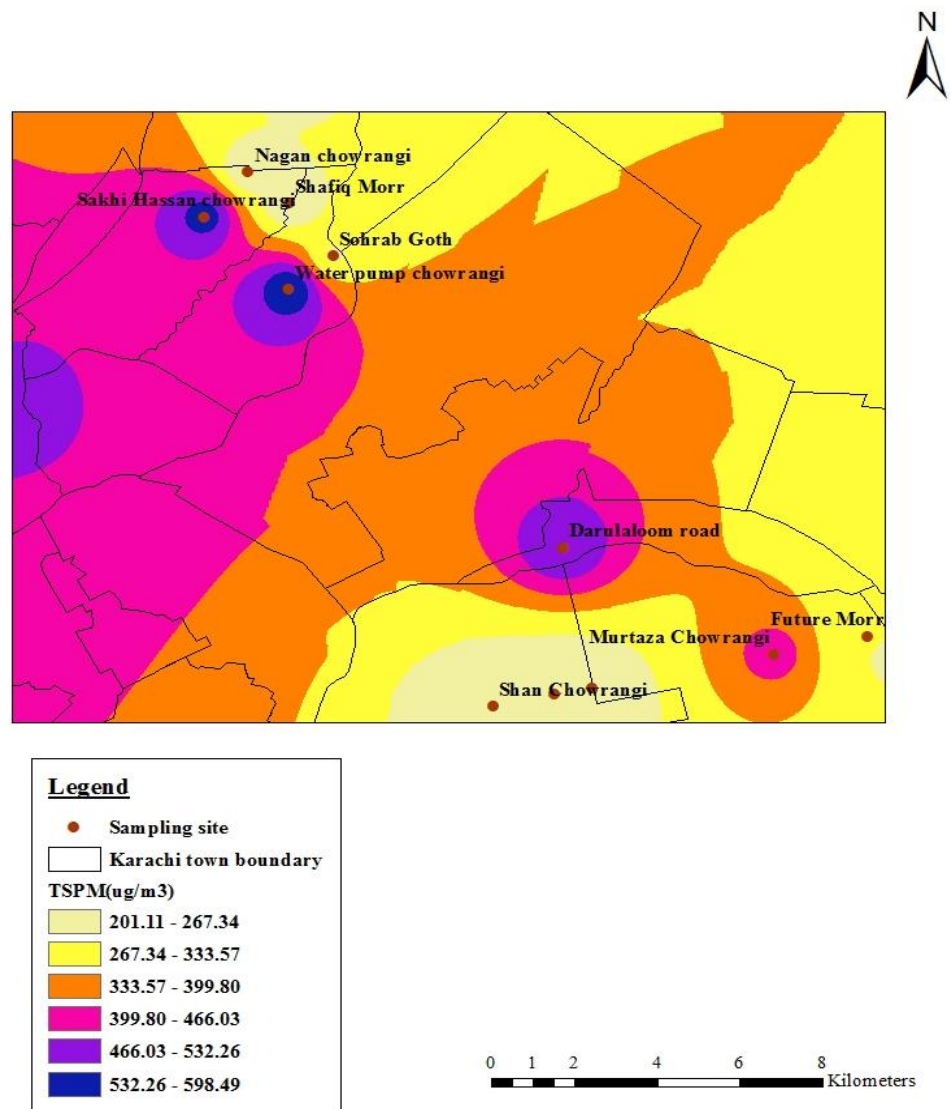 N
Nagan chowrangi
Shafiq Morr
Sakhi Hassan chowrangi
Sohrab Goth
Water pump chowrangi
Darulaloom road
Future Morr
Murtaza Chowrangi
Shan Chowrangi
Legend
Sampling site
Karachi town boundary
TSPM(ug/m3)
201.11 - 267.34
267.34 - 333.57
333.57 - 399.80
399.80 - 466.03
466.03 - 532.26
532.26 - 598.49
0 1 2 4 6 8
Kilometers